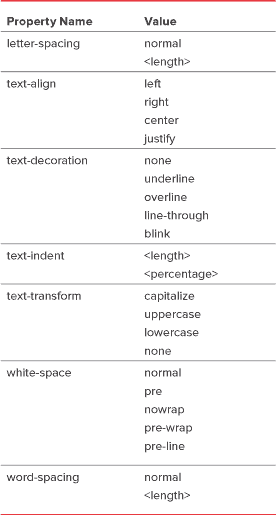 Property Name Value
letter-spacing normal
<length>
text-align left
right
center
justify
text-decoration none
underline
overline
line-through
blink
text-indent <length>
<percentage>
text-transform capitalize
uppercase
lowercase
none
white-space normal
pre
nowrap
pre-wrap
pre-line
word-spacing normal
<length>